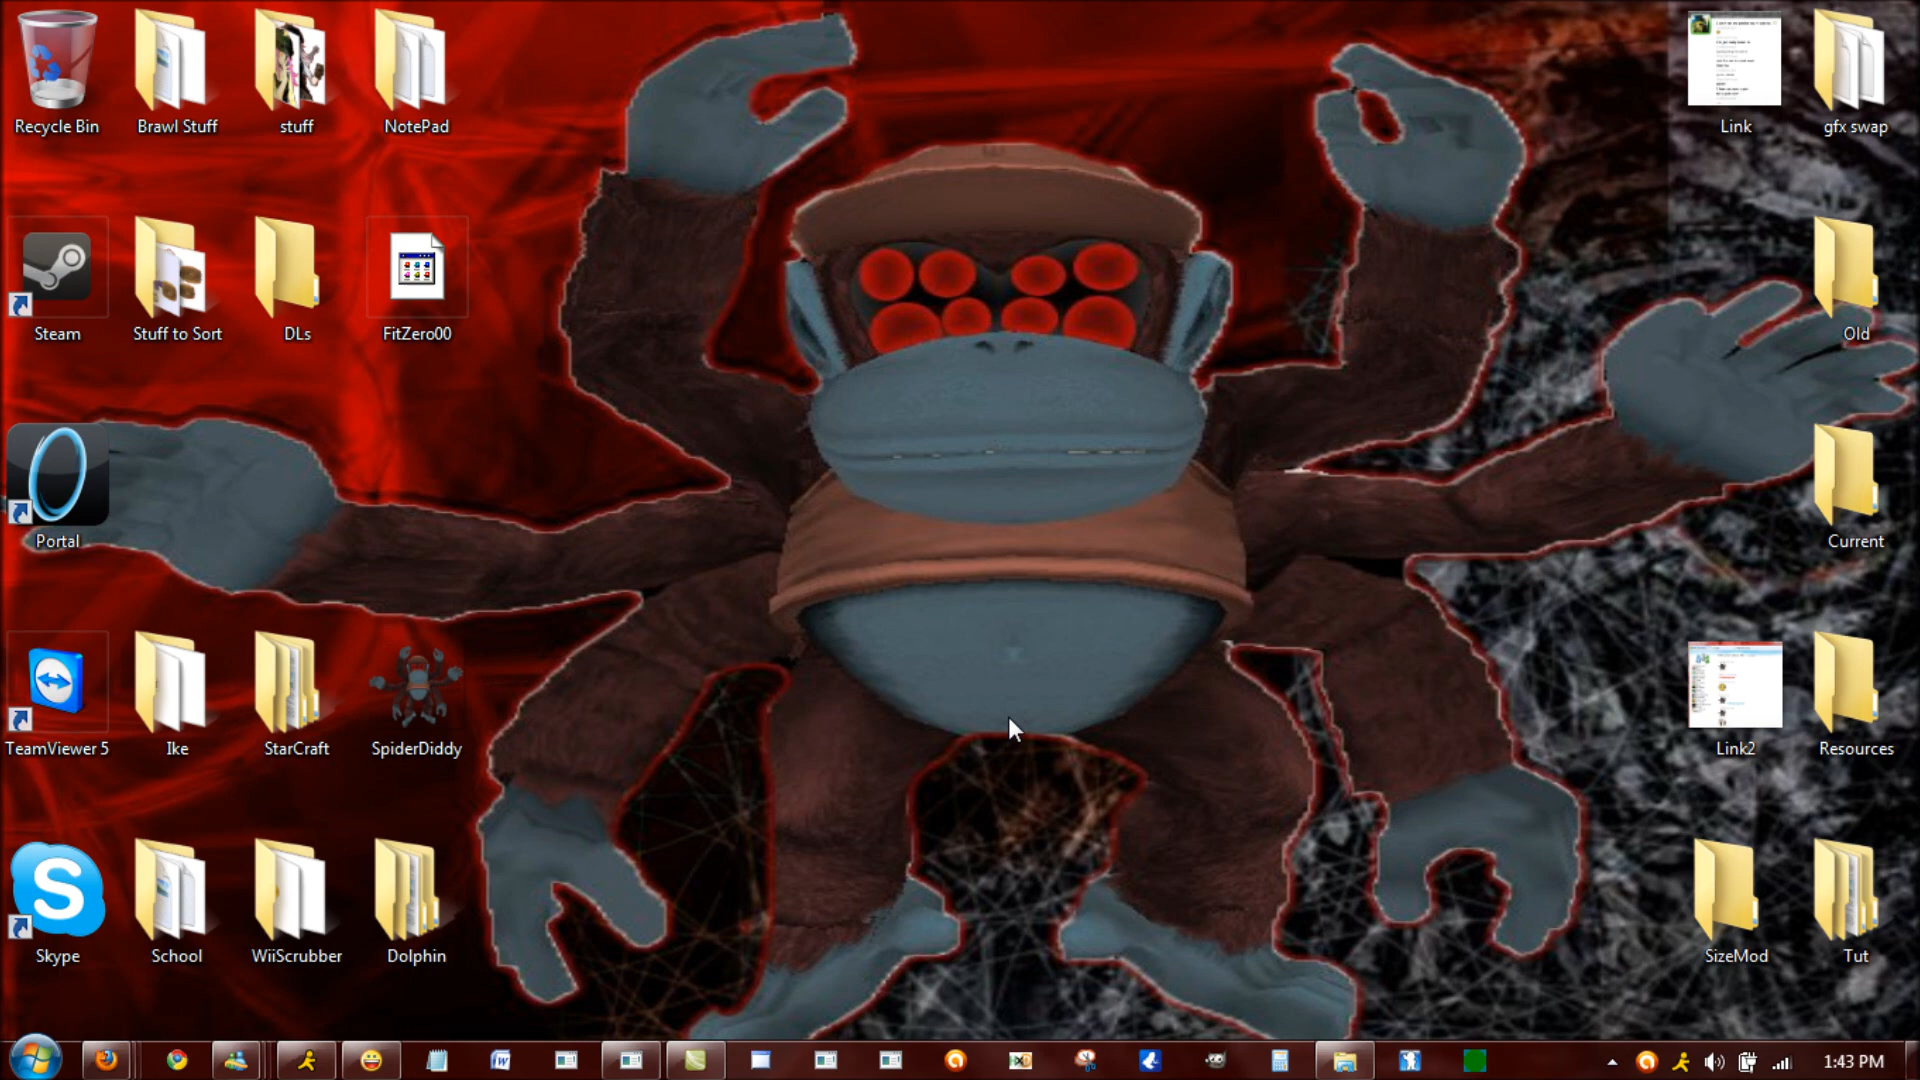 Recycle Bin
Brawl Stuff
stuff
NotePad
Link
gfx swap
Steam
Stuff to Sort
DLs
FitZero00
Old
Portal
Current
TeamViewer 5
Ike
StarCraft
SpiderDiddy
Link2
Resources
Skype
School
WiiScrubber
Dolphin
SizeMod
Tut
1:43 PM